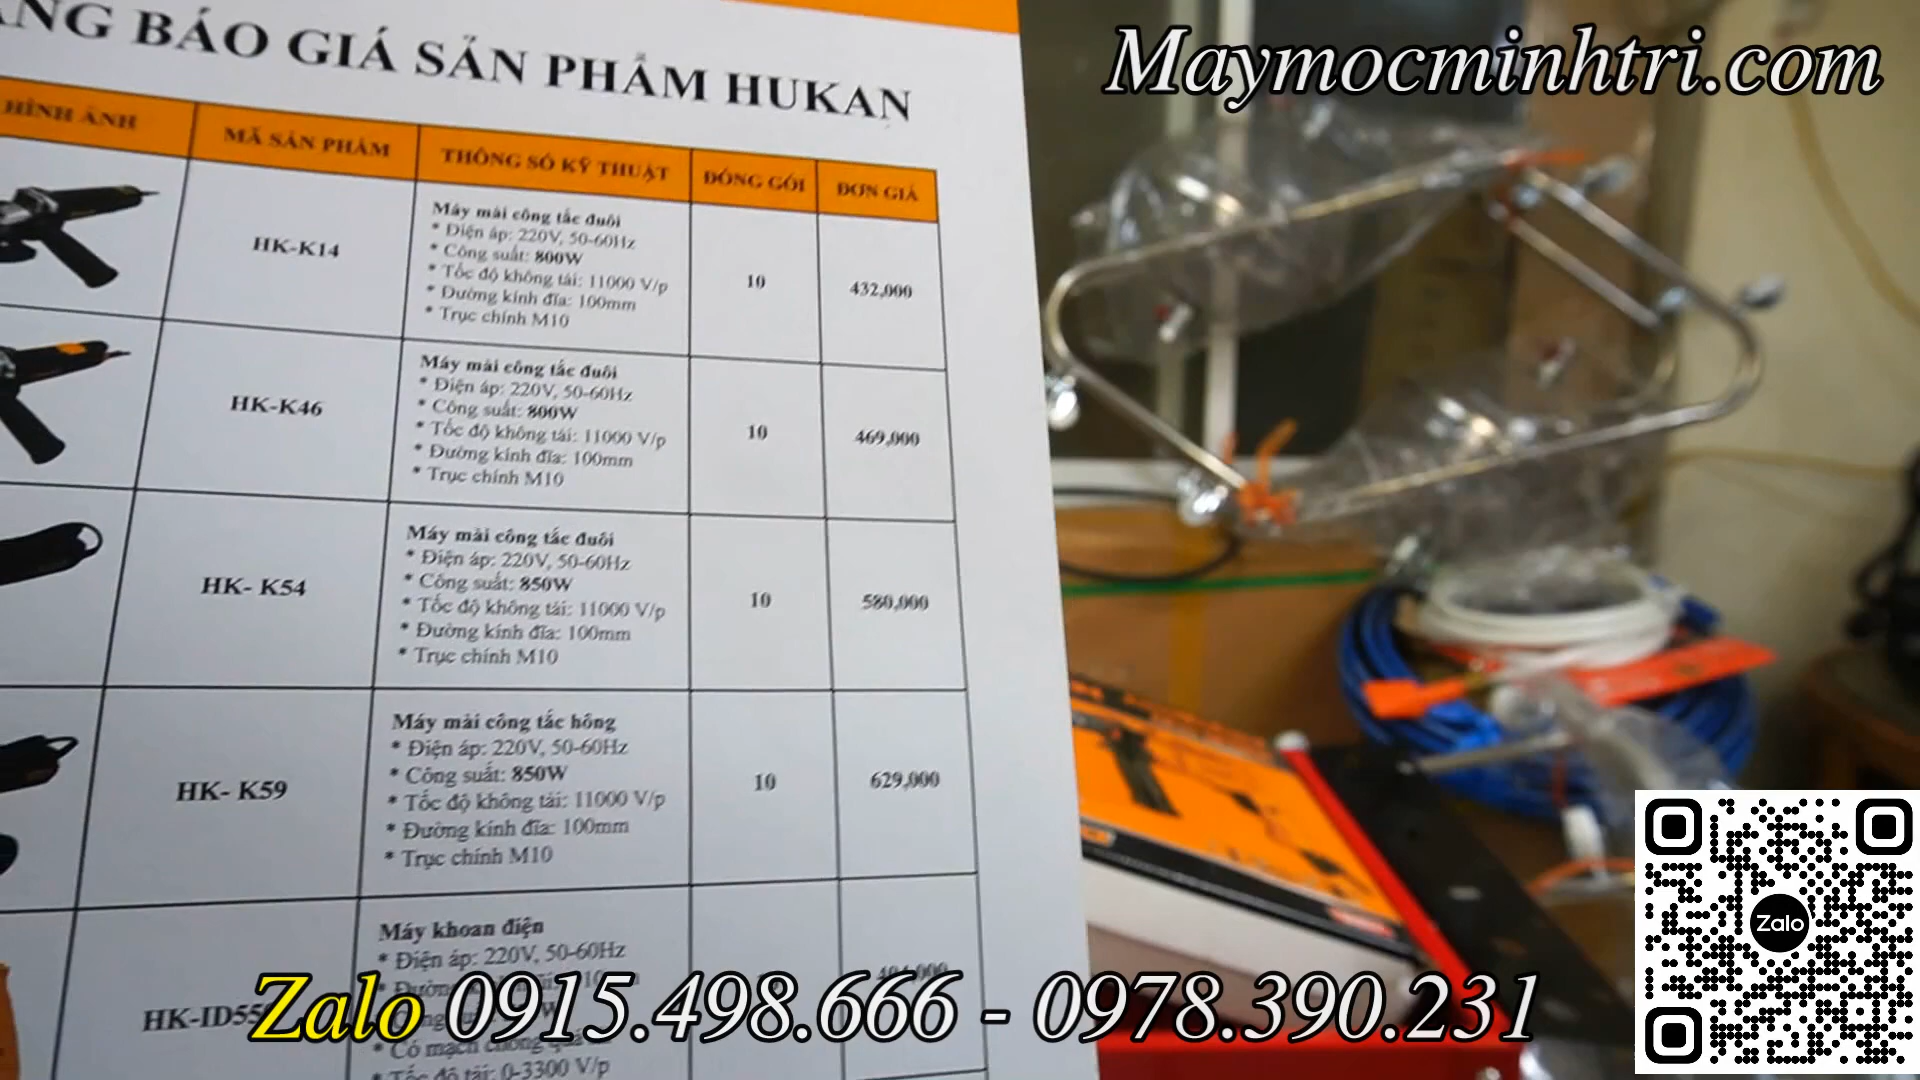 Maymocminhtri.com
BÁO GIÁ SẢN PHẨM HUKAN
HÌNH ẢNH
MÃ SẢN PHẨM
THÔNG SỐ KỸ THUẬT
ĐÓNG GÓI
ĐƠN GIÁ
HK-K14
Máy mài công tắc đuôi
* Điện áp: 220V, 50-60Hz
* Công suất: 800W
* Tốc độ không tải: 11000 V/p
* Đường kính đĩa: 100mm
* Trục chính M10
10
432,000
HK-K46
Máy mài công tắc đuôi
* Điện áp: 220V, 50-60Hz
* Công suất: 800W
* Tốc độ không tải: 11000 V/p
* Đường kính đĩa: 100mm
* Trục chính M10
10
469,000
HK- K54
Máy mài công tắc đuôi
* Điện áp: 220V, 50-60Hz
* Công suất: 850W
* Tốc độ không tải: 11000 V/p
* Đường kính đĩa: 100mm
* Trục chính M10
10
580,000
HK- K59
Máy mài công tắc hông
* Điện áp: 220V, 50-60Hz
* Công suất: 850W
* Tốc độ không tải: 11000 V/p
* Đường kính đĩa: 100mm
* Trục chính M10
10
629,000
Máy khoan điện
* Điện áp: 220V, 50-60Hz
HK-ID55
* Có mạch chống
* Tốc độ tải: 0-3300 V/p
Zalo 0915.498.666 - 0978.390.231
Zalo